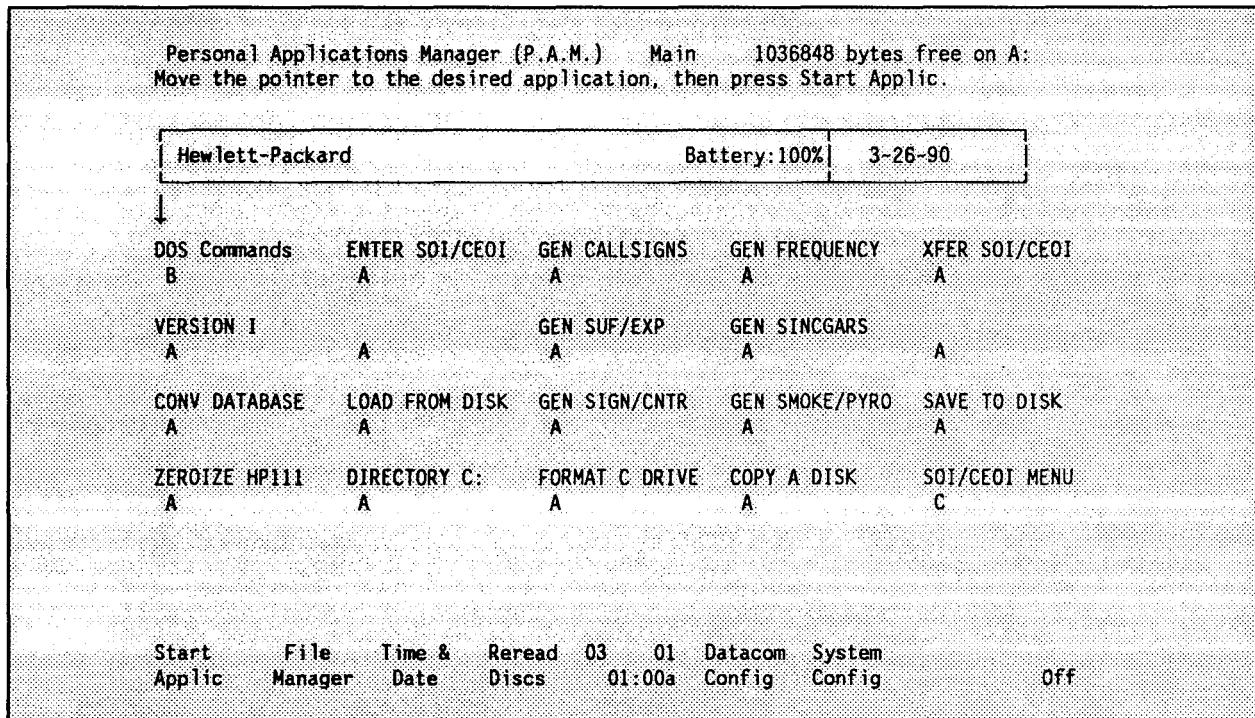 Personal Applications Manager (P.A.M.) Main 1036848 bytes free on A:
Move the pointer to the desired application, then press Start Applic.
Hewlett-Packard Battery:100% 3-26-90
DOS Commands ENTER SOI/CEOI GEN CALLSIGNS GEN FREQUENCY XFER SOI/CEOI
B A A A A
VERSION I GEN SUF/EXP GEN SINCGARS
A A A A A
CONV DATABASE LOAD FROM DISK GEN SIGN/CNTR GEN SMOKE/PYRO SAVE TO DISK
A A A A A
ZEROIZE HP111 DIRECTORY C: FORMAT C DRIVE COPY A DISK SOI/CEOI MENU
A A A A C
Start File Time & Reread 03 01 Datacom System
Applic Manager Date Discs 01:00a Config Config Off